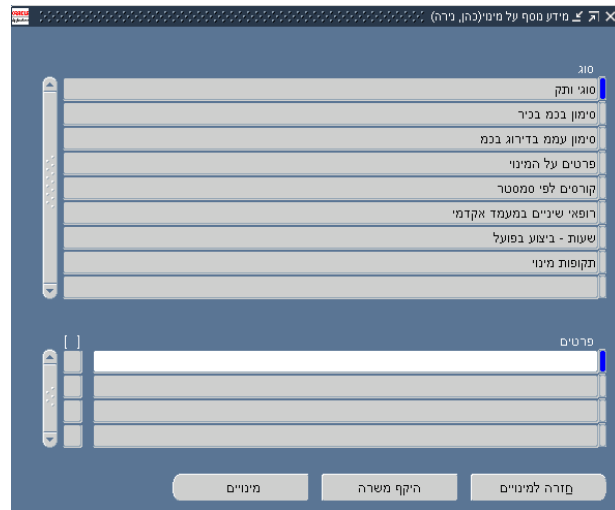 מידע נוסף על מינוי(כהן, נירה)
ORACLE
סוג
סוגי ותק
סימון בכמ בכיר
סימון עממ בדירוג בכמ
פרטים על המינוי
קורסים לפי סמסטר
רופאי שיניים במעמד אקדמי
שעות - ביצוע בפועל
תקופות מינוי
פרטים
[ ]
חזרה למינויים
היקף משרה
מינויים